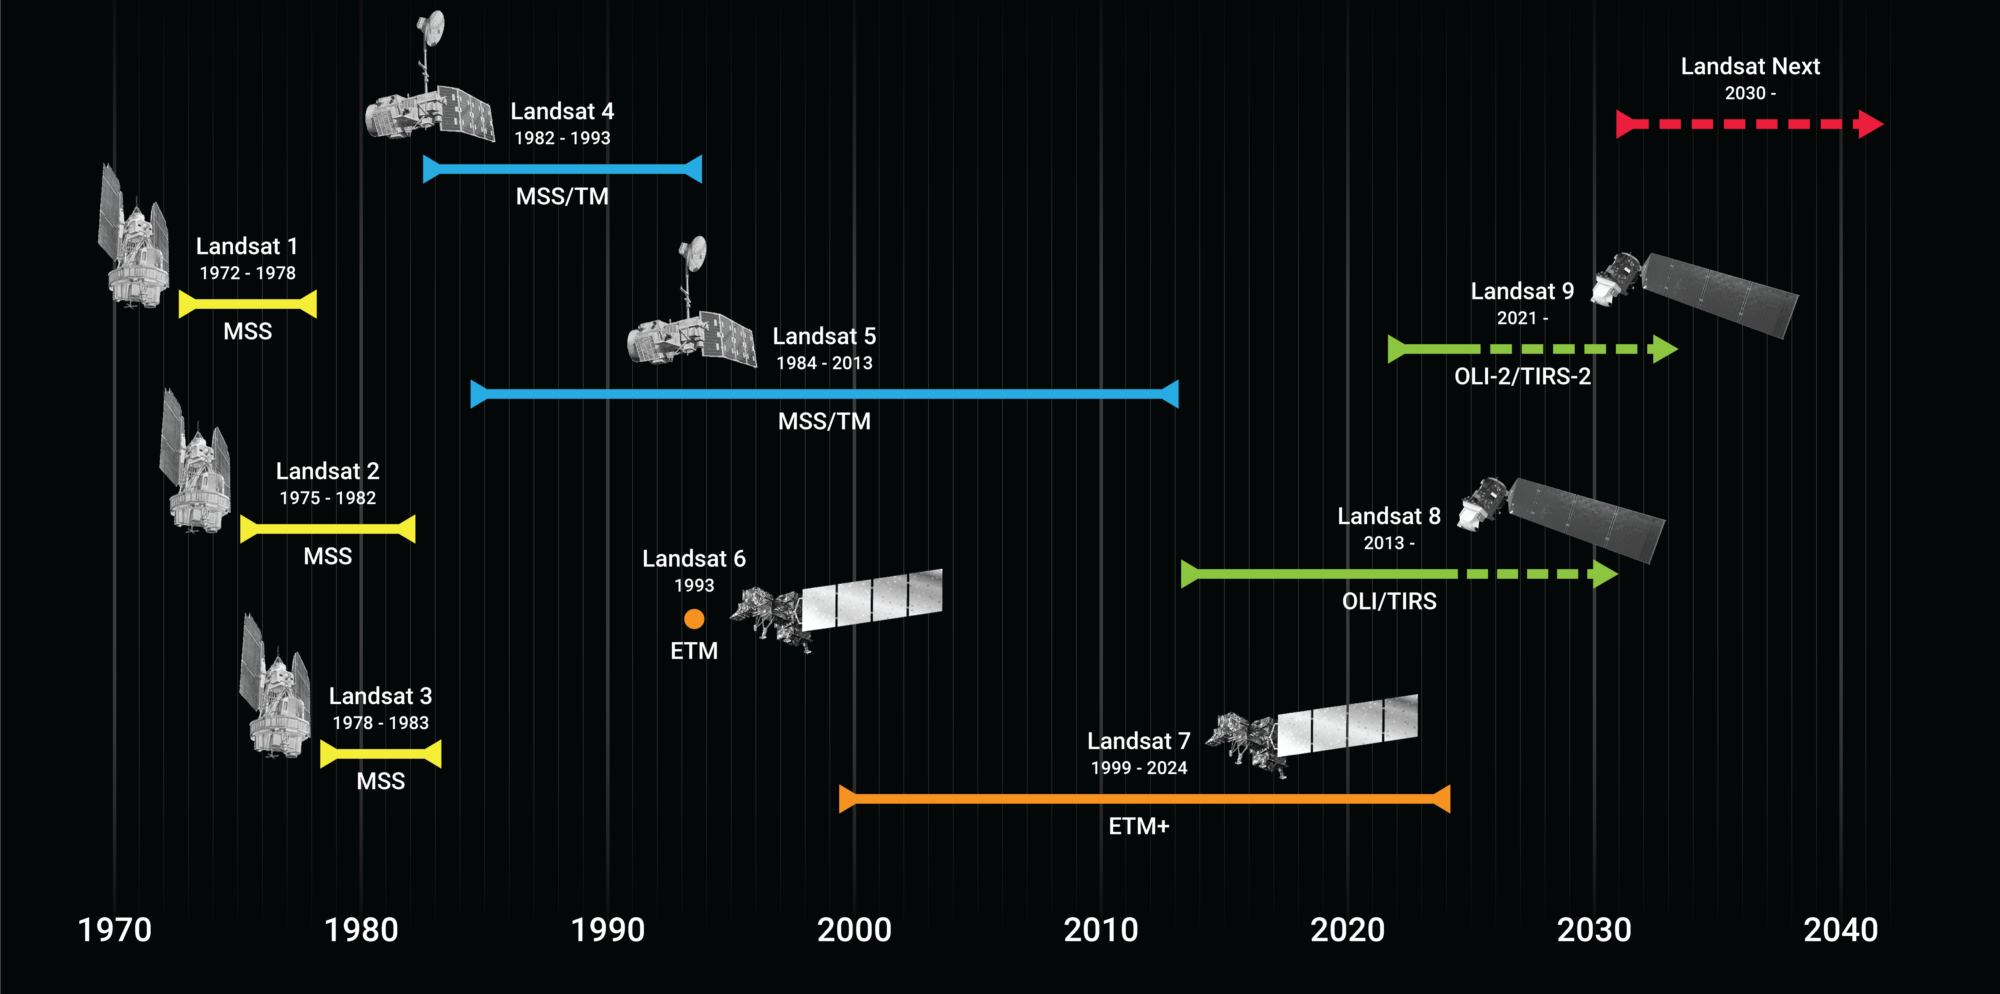 Landsat Next
2030 -
Landsat 4
1982 - 1993
MSS/TM
Landsat 1
1972 - 1978
MSS
Landsat 9
2021 -
OLI-2/TIRS-2
Landsat 5
1984 - 2013
MSS/TM
Landsat 2
1975 - 1982
MSS
Landsat 8
2013 -
OLI/TIRS
Landsat 6
1993
ETM
Landsat 3
1978 - 1983
MSS
Landsat 7
1999 - 2024
ETM+
1970 1980 1990 2000 2010 2020 2030 2040